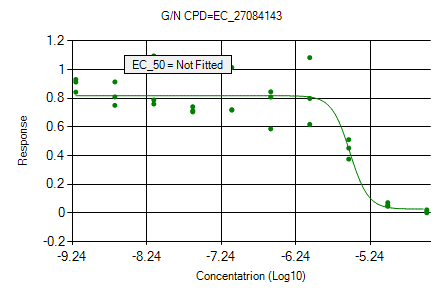 G/N CPD=EC_27084143
EC_50 = Not Fitted
1.2
1
0.8
0.6
0.4
0.2
0
-0.2
Response
-9.24 -8.24 -7.24 -6.24 -5.24
Concentatrion (Log10)